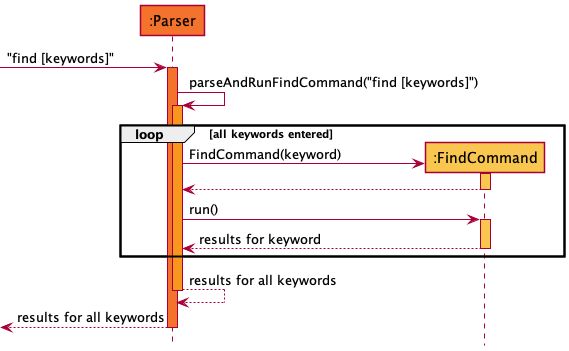 :Parser
"find [keywords]"
parseAndRunFindCommand("find [keywords]")
loop
[all keywords entered]
FindCommand(keyword)
:FindCommand
run()
results for keyword
results for all keywords
results for all keywords